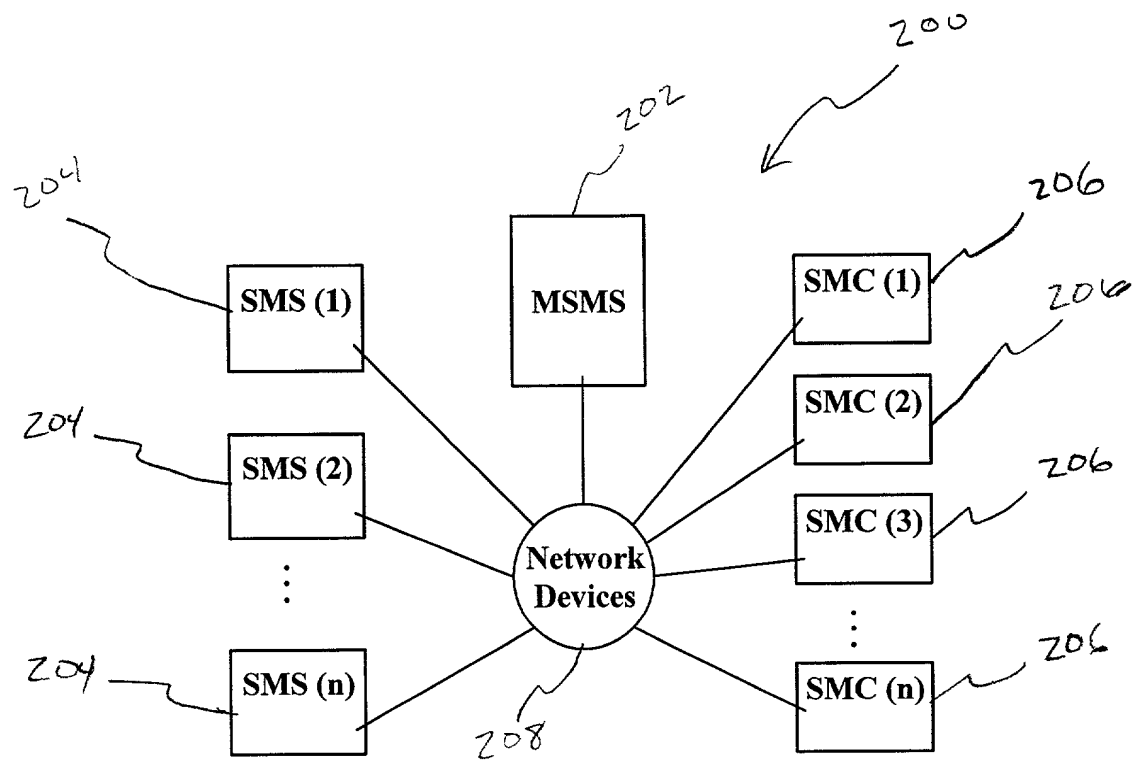 200
202
204
206
SMS (1)
MSMS
SMC (1)
206
SMC (2)
204
SMS (2)
206
SMC (3)
Network
Devices
204
SMS (n)
206
SMC (n)
208